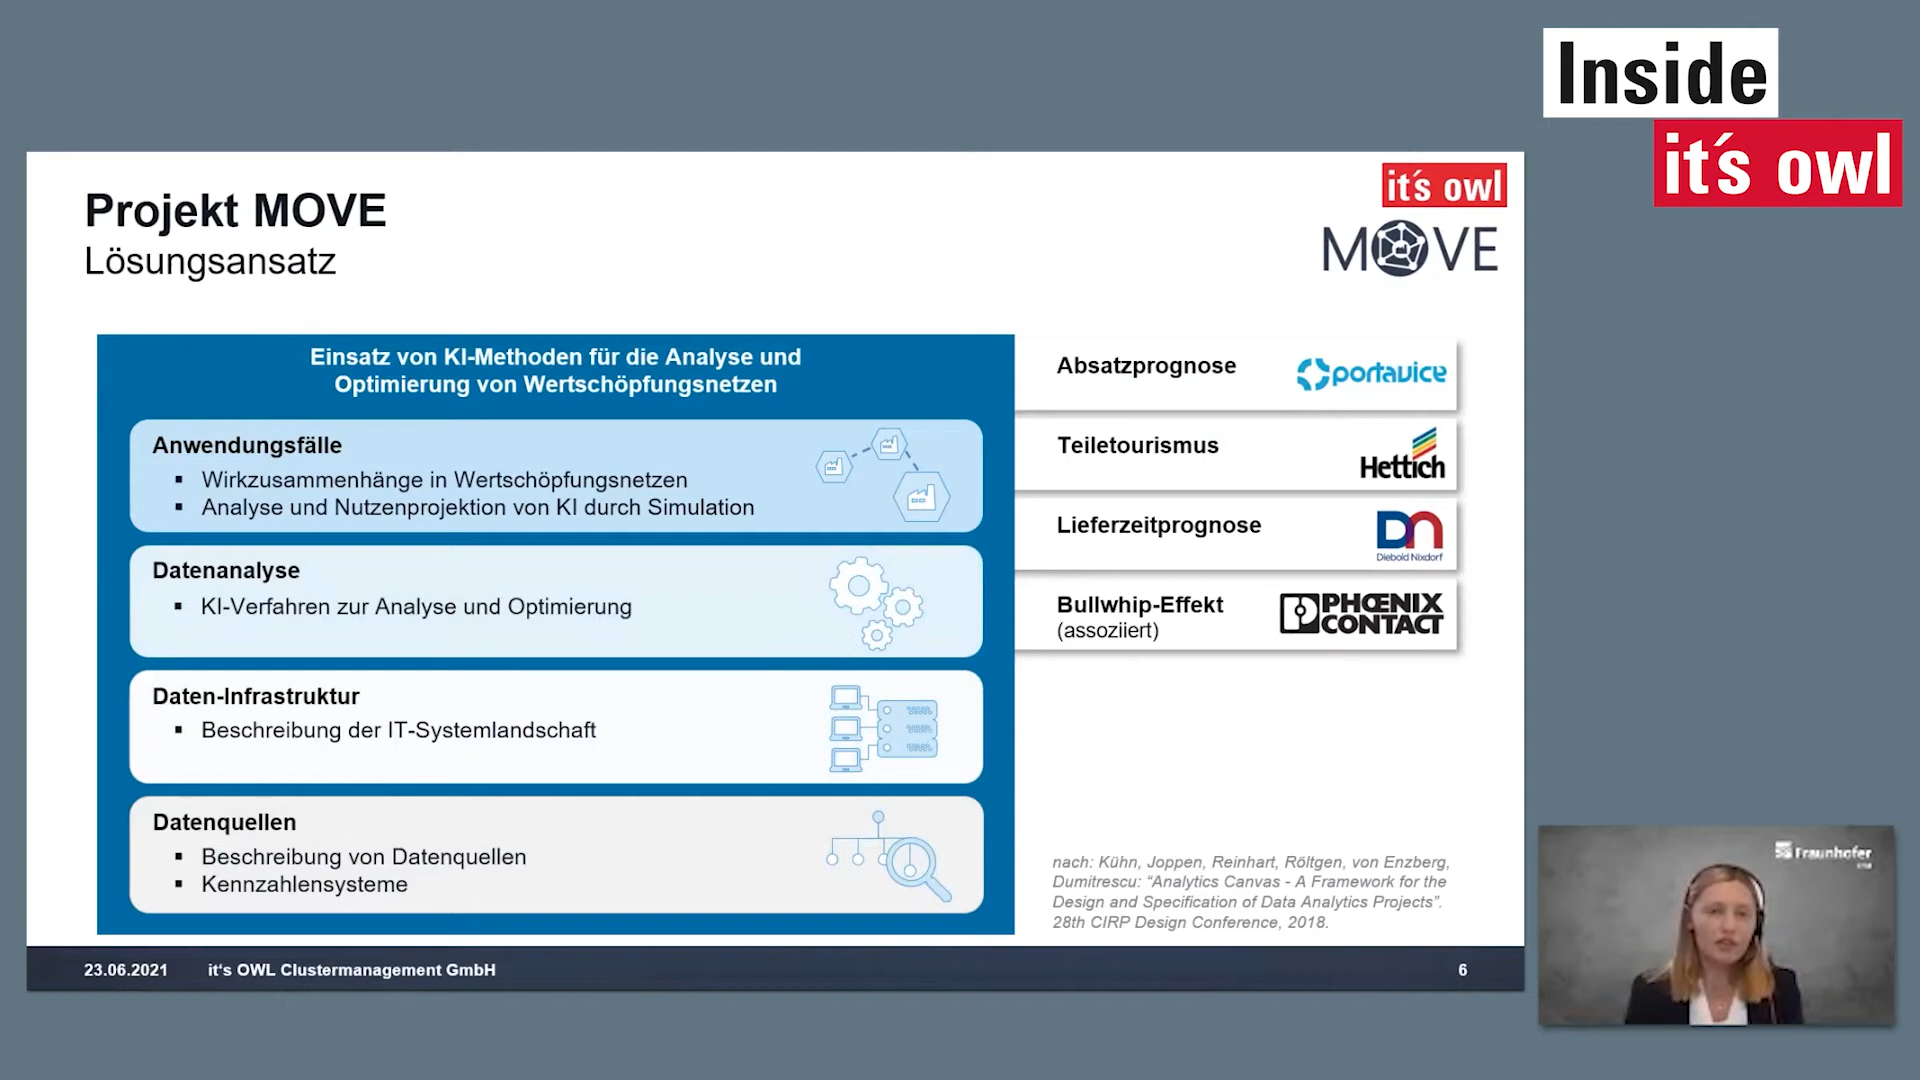 Inside
it's owl
Projekt MOVE
Lösungsansatz
it's owl
MOVE
Einsatz von KI-Methoden für die Analyse und
Optimierung von Wertschöpfungsnetzen
Anwendungsfälle
▪ Wirkzusammenhänge in Wertschöpfungsnetzen
▪ Analyse und Nutzenprojektion von KI durch Simulation
Datenanalyse
▪ KI-Verfahren zur Analyse und Optimierung
Daten-Infrastruktur
▪ Beschreibung der IT-Systemlandschaft
Datenquellen
▪ Beschreibung von Datenquellen
▪ Kennzahlensysteme
Absatzprognose
portavice
Teiletourismus
Hettich
Lieferzeitprognose
DN
Diebold Nixdorf
Bullwhip-Effekt
(assoziiert)
PHŒNIX
CONTACT
nach: Kühn, Joppen, Reinhart, Röltgen, von Enzberg,
Dumitrescu: “Analytics Canvas - A Framework for the
Design and Specification of Data Analytics Projects”.
28th CIRP Design Conference, 2018.
23.06.2021 it's OWL Clustermanagement GmbH 6
Fraunhofer